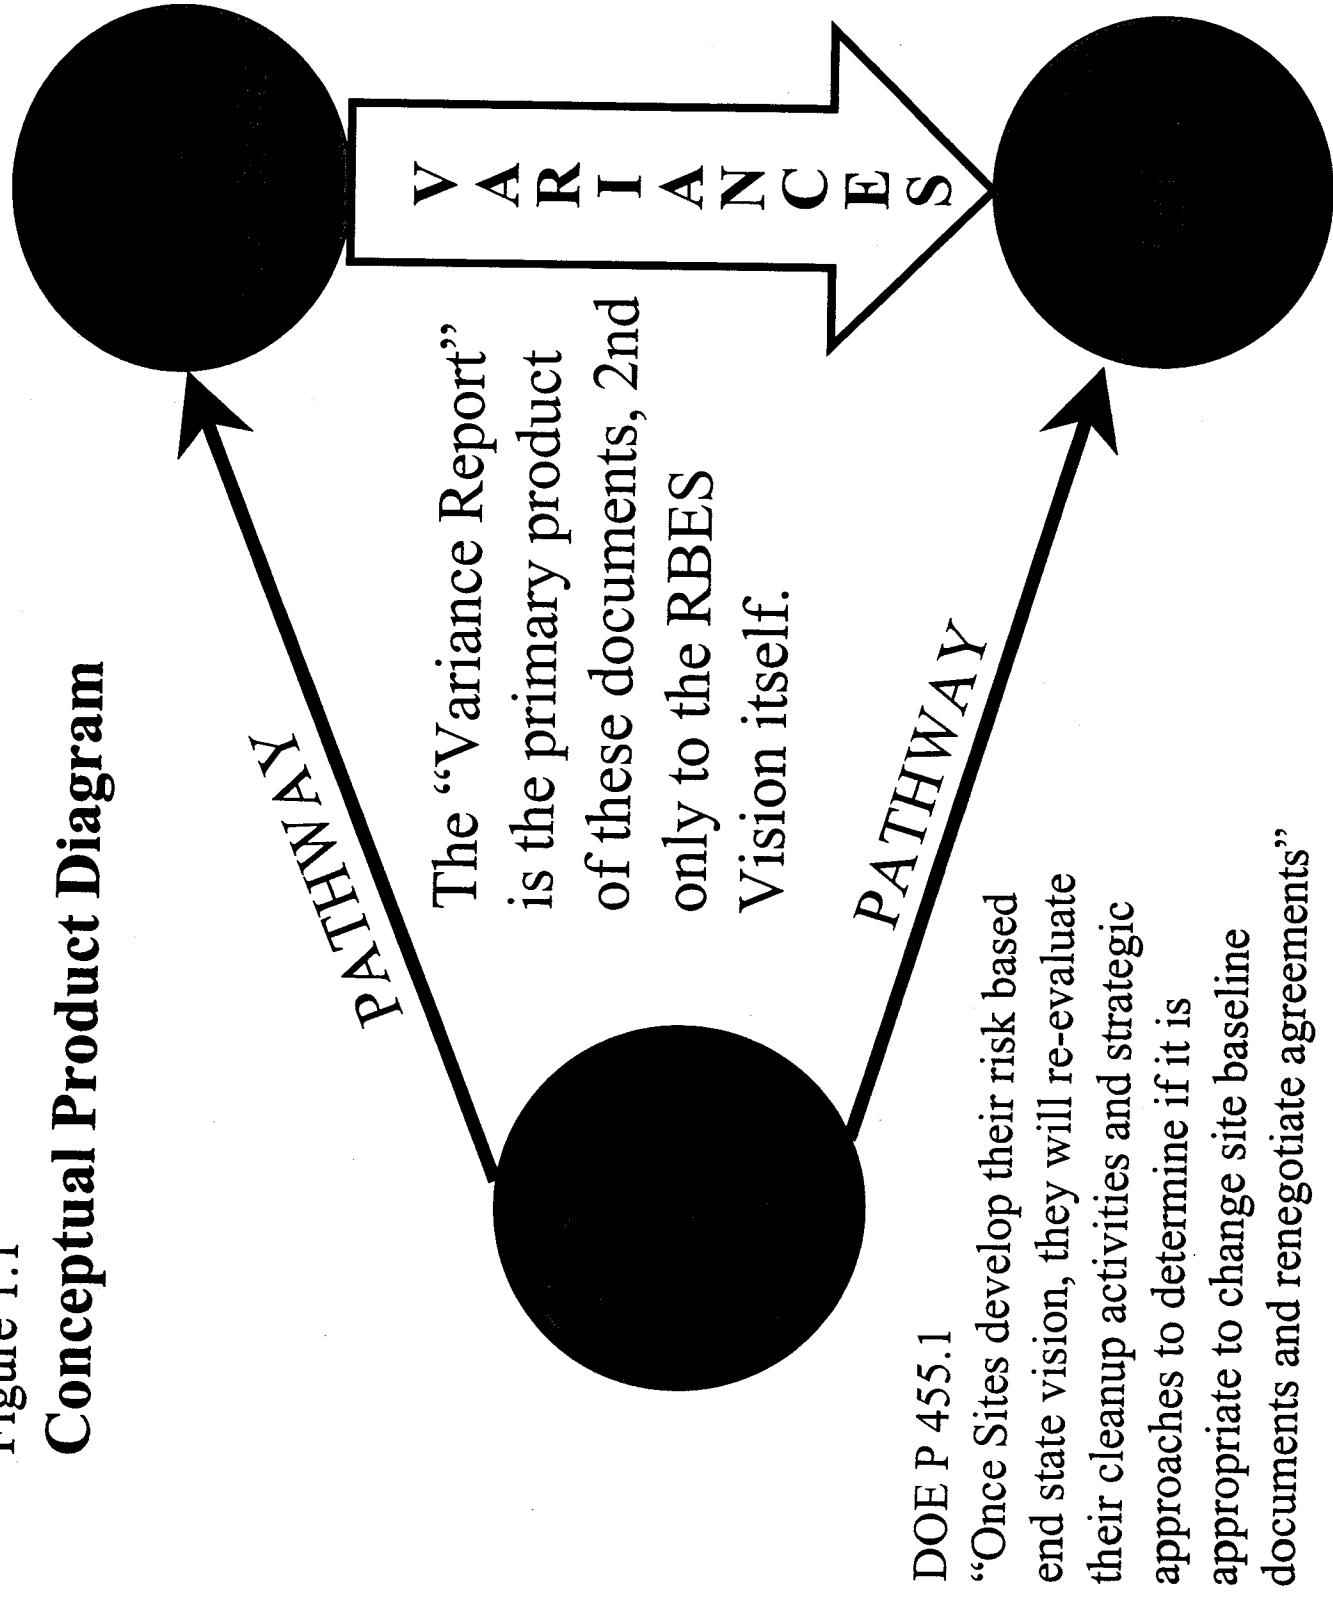 Figure 1.1
Conceptual Product Diagram
PATHWAY
The “Variance Report”
is the primary product
of these documents, 2nd
only to the RBES
Vision itself.
VARIANCES
PATHWAY
DOE P 455.1
“Once Sites develop their risk based
end state vision, they will re-evaluate
their cleanup activities and strategic
approaches to determine if it is
appropriate to change site baseline
documents and renegotiate agreements”